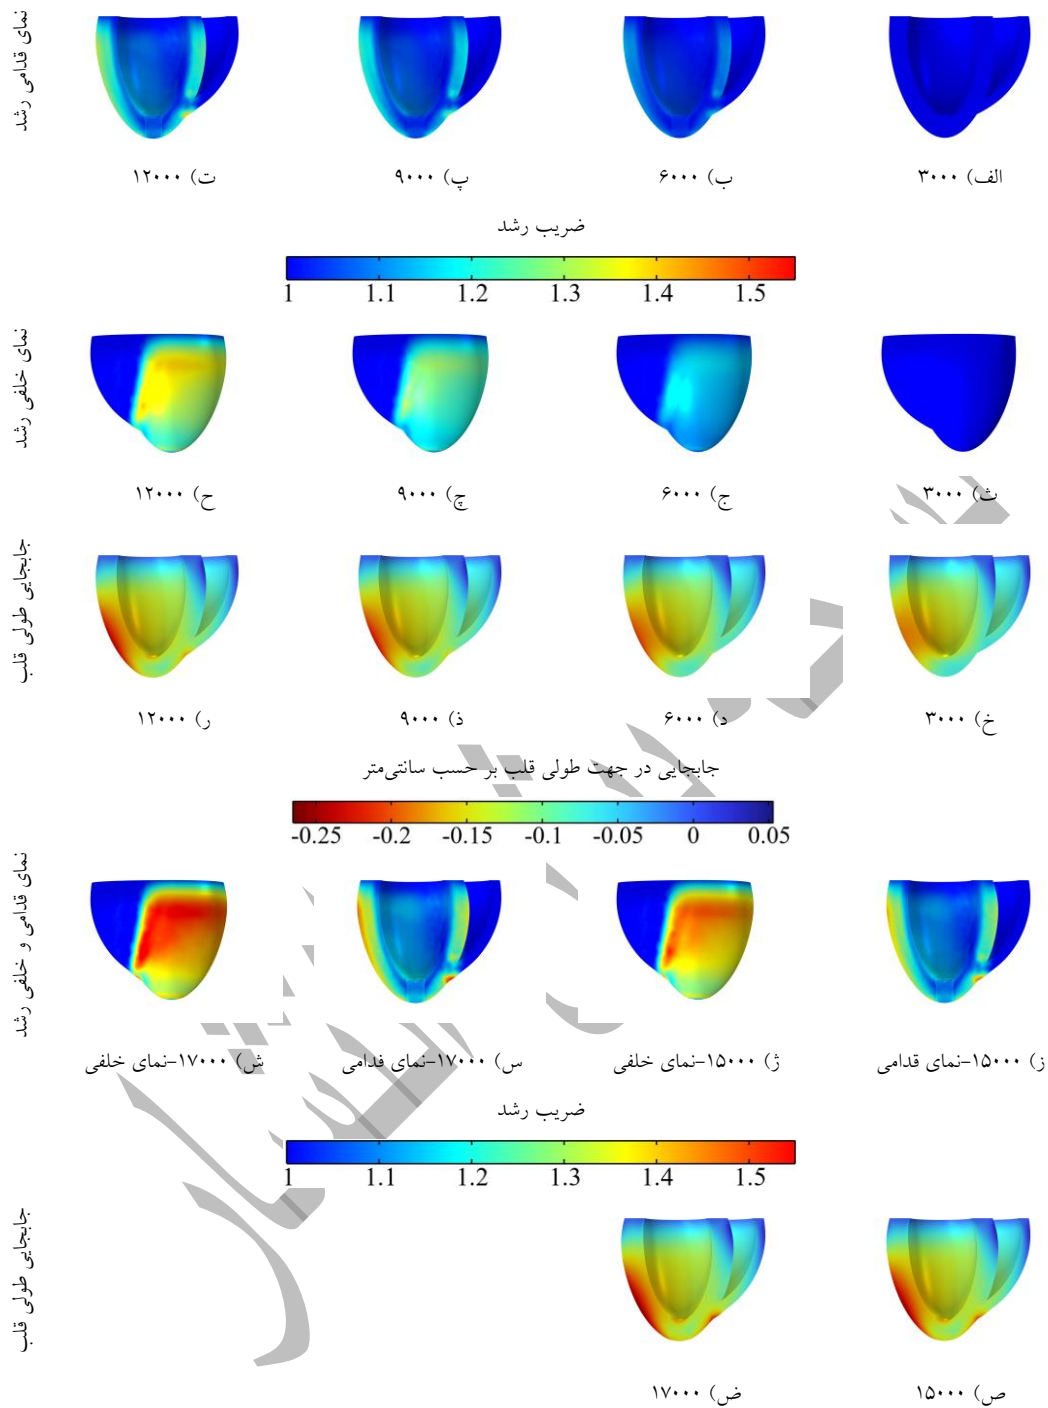 نمای قدامی رشد
الف) ۳۰۰۰
ب) ۶۰۰۰
پ) ۹۰۰۰
ت) ۱۲۰۰۰
ضریب رشد
1 1.1 1.2 1.3 1.4 1.5
نمای خلفی رشد
ث) ۳۰۰۰
ج) ۶۰۰۰
چ) ۹۰۰۰
ح) ۱۲۰۰۰
جابجایی طولی قلب
خ) ۳۰۰۰
د) ۶۰۰۰
ذ) ۹۰۰۰
ر) ۱۲۰۰۰
جابجایی در جهت طولی قلب بر حسب سانتی‌متر
-0.25 -0.2 -0.15 -0.1 -0.05 0 0.05
نمای قدامی و خلفی رشد
ز) ۱۵۰۰۰-نمای قدامی
ژ) ۱۵۰۰۰-نمای خلفی
س) ۱۷۰۰۰-نمای فدامی
ش) ۱۷۰۰۰-نمای خلفی
ضریب رشد
1 1.1 1.2 1.3 1.4 1.5
جابجایی طولی قلب
ص) ۱۵۰۰۰
ض) ۱۷۰۰۰